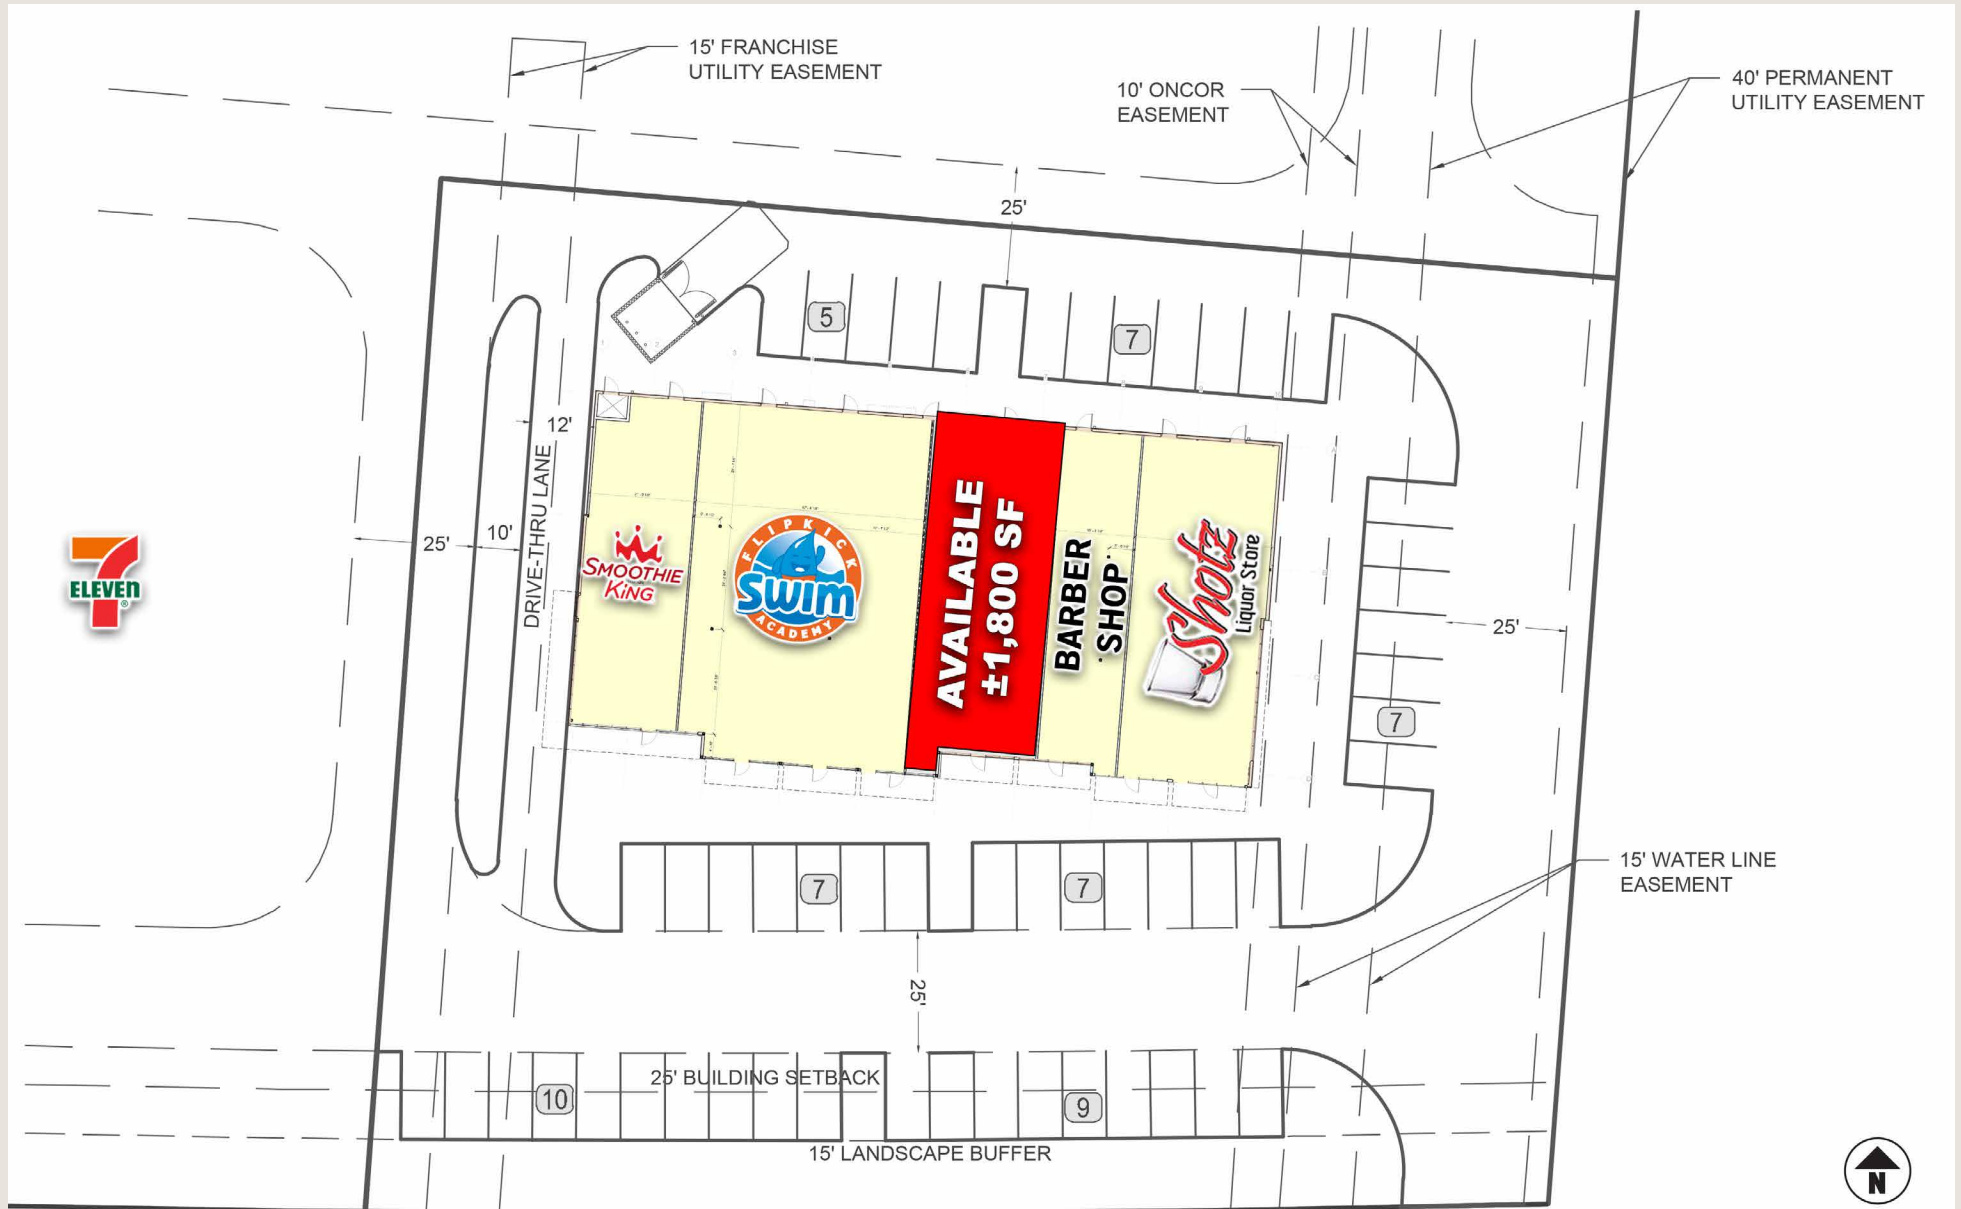 15' FRANCHISE
UTILITY EASEMENT
10' ONCOR
EASEMENT
40' PERMANENT
UTILITY EASEMENT
25'
5
7
12'
DRIVE-THRU LANE
25'
10'
7
ELEVEN
SMOOTHIE
KING
FLIPKICK
SWIM
ACADEMY
AVAILABLE
±1,800 SF
BARBER
SHOP
Shotz
Liquor Store
25'
7
7
7
15' WATER LINE
EASEMENT
25'
25' BUILDING SETBACK
10
9
15' LANDSCAPE BUFFER
N